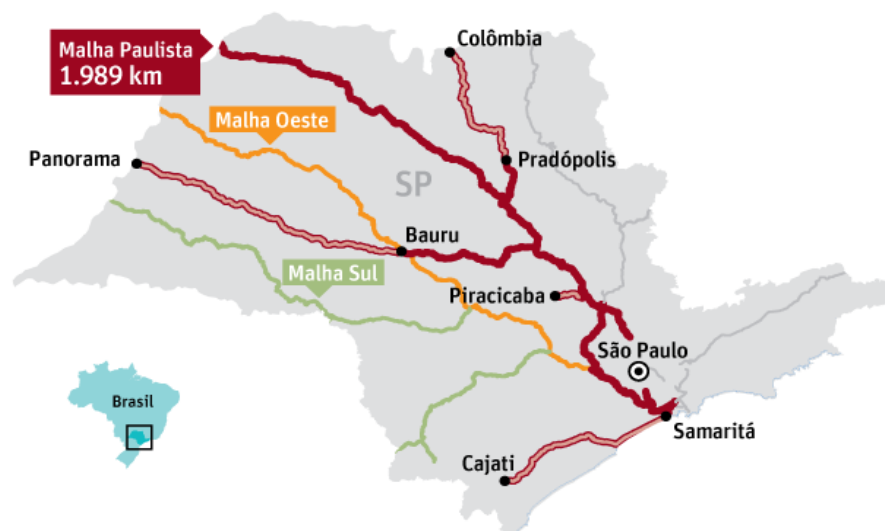 Malha Paulista
1.989 km
Colômbia
Malha Oeste
Panorama
Pradópolis
SP
Bauru
Malha Sul
Piracicaba
São Paulo
Brasil
Samaritá
Cajati